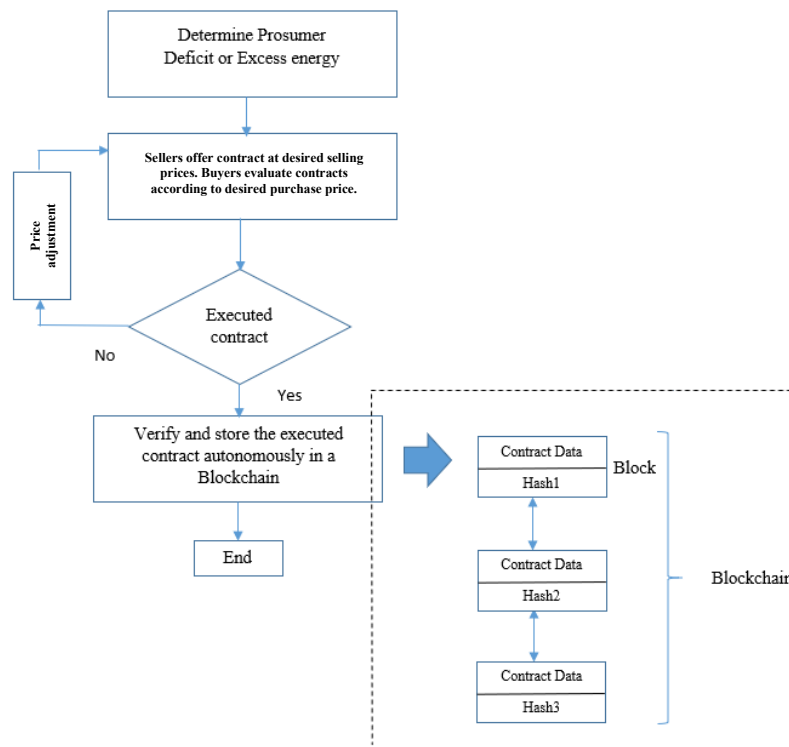 Determine Prosumer
Deficit or Excess energy
Sellers offer contract at desired selling
prices. Buyers evaluate contracts
according to desired purchase price.
Price
adjustment
Executed
contract
No
Yes
Verify and store the executed
contract autonomously in a
Blockchain
End
Contract Data
Hash1
Block
Contract Data
Hash2
Blockchain
Contract Data
Hash3